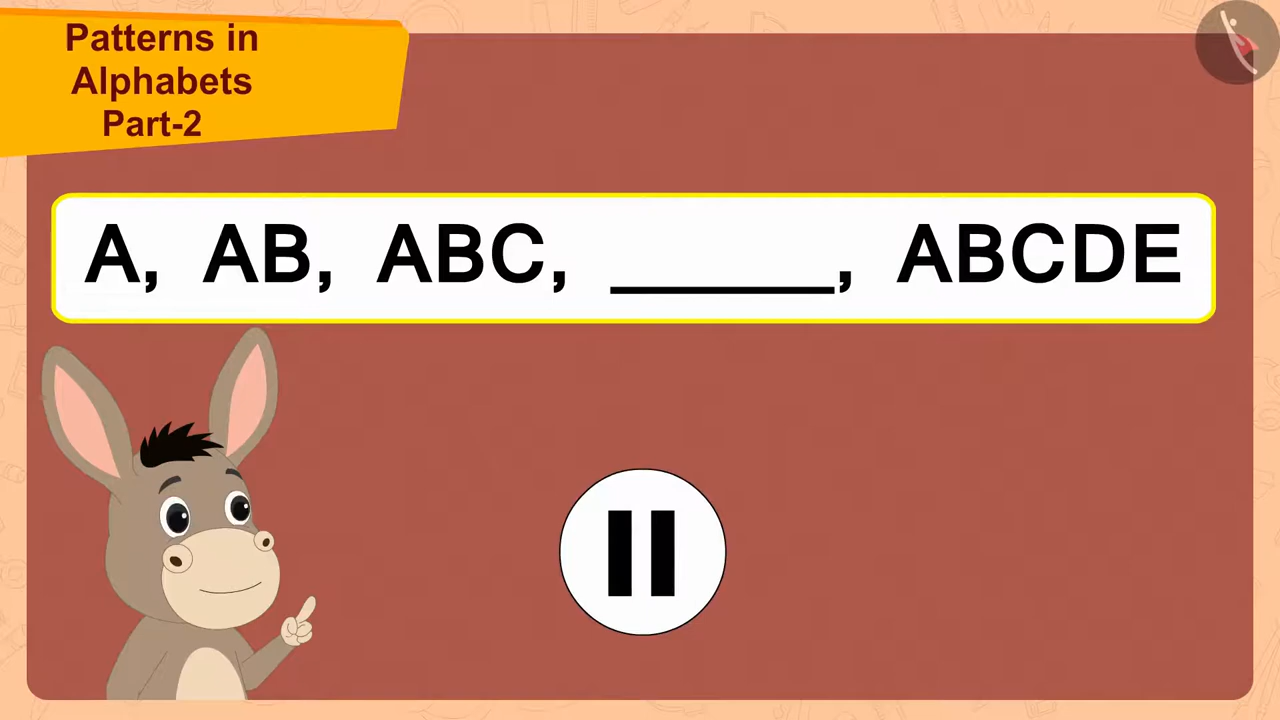 Patterns in
Alphabets
Part-2
A, AB, ABC, ______, ABCDE